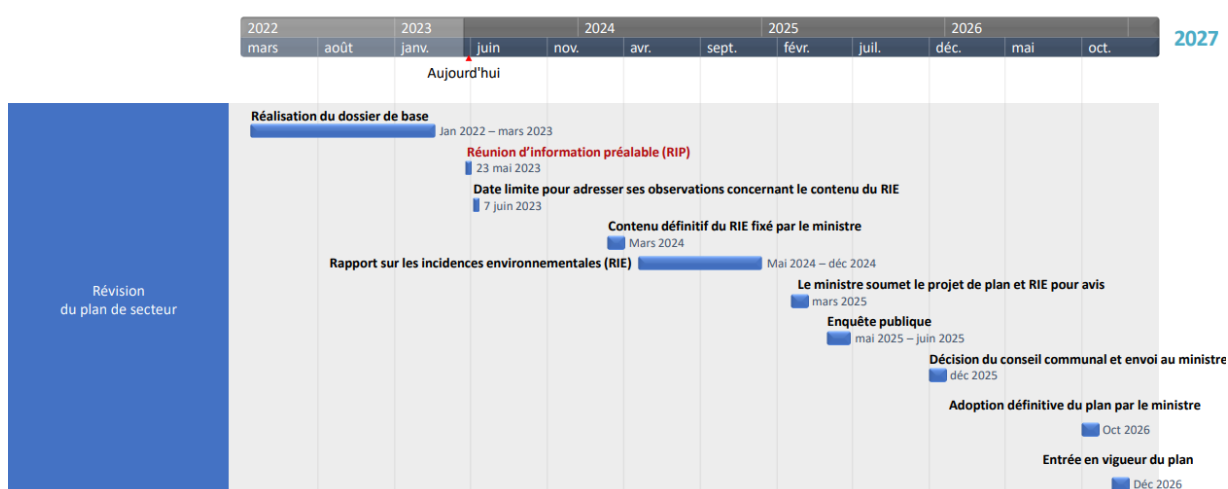 2022 2023 2024 2025 2026
2027
mars août janv. juin nov. avr. sept. févr. juil. déc. mai oct.
Aujourd'hui
Réalisation du dossier de base
Jan 2022 – mars 2023
Réunion d’information préalable (RIP)
23 mai 2023
Date limite pour adresser ses observations concernant le contenu du RIE
7 juin 2023
Contenu définitif du RIE fixé par le ministre
Mars 2024
Rapport sur les incidences environnementales (RIE)
Mai 2024 – déc 2024
Révision
du plan de secteur
Le ministre soumet le projet de plan et RIE pour avis
mars 2025
Enquête publique
mai 2025 – juin 2025
Décision du conseil communal et envoi au ministre
déc 2025
Adoption définitive du plan par le ministre
Oct 2026
Entrée en vigueur du plan
Déc 2026